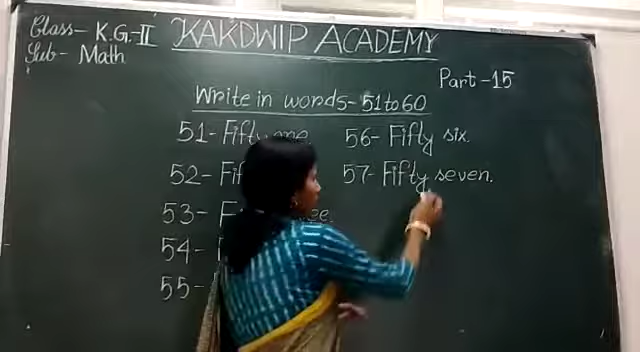 Class- K.G.-II
Sub- Math
KAKDWIP ACADEMY
Part -15
Write in words- 51 to 60
51- Fifty one
52-
53-
54-
55-
56- Fifty six.
57- Fifty seven.